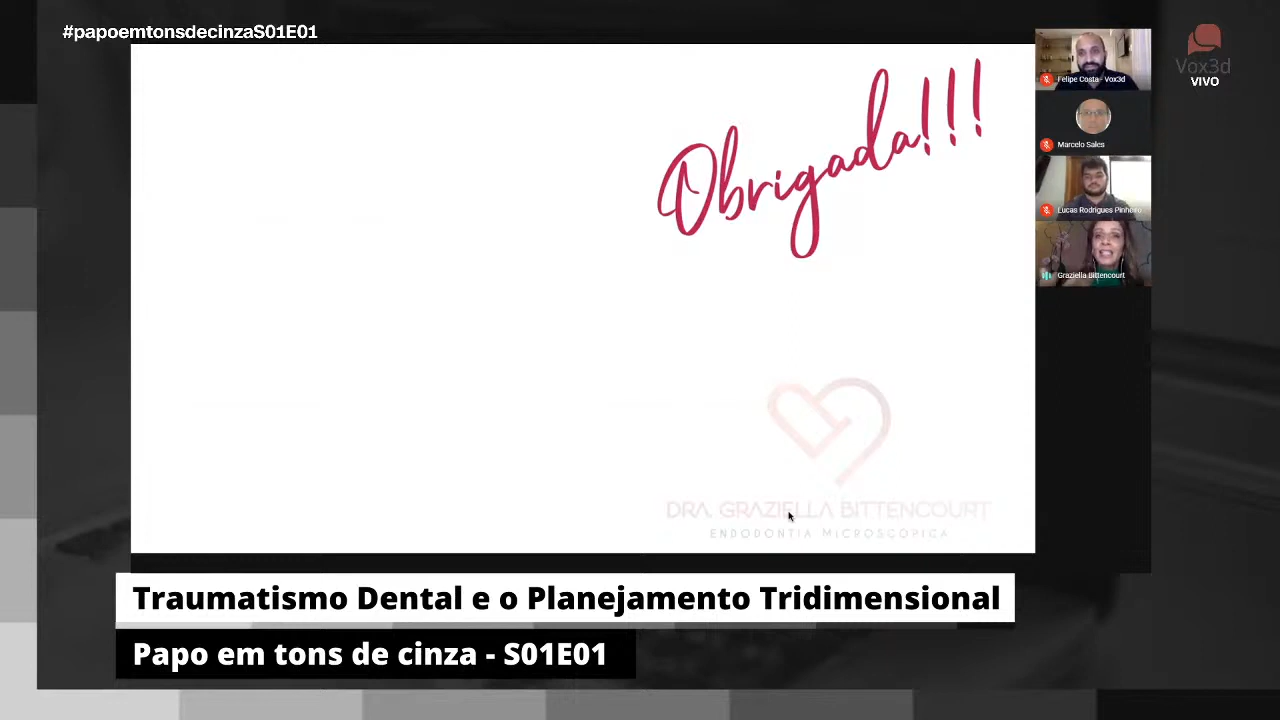 #papoemtonsdecinzaS01E01
Obrigada!!!
DRA. GRAZIELLA BITTENCOURT
ENDODONTIA MICROSCÓPICA
Felipe Costa - Vox3d
Marcelo Sales
Lucas Rodrigues Pinheiro
Graziella Bittencourt
Vox3d
VIVO
Traumatismo Dental e o Planejamento Tridimensional
Papo em tons de cinza - S01E01